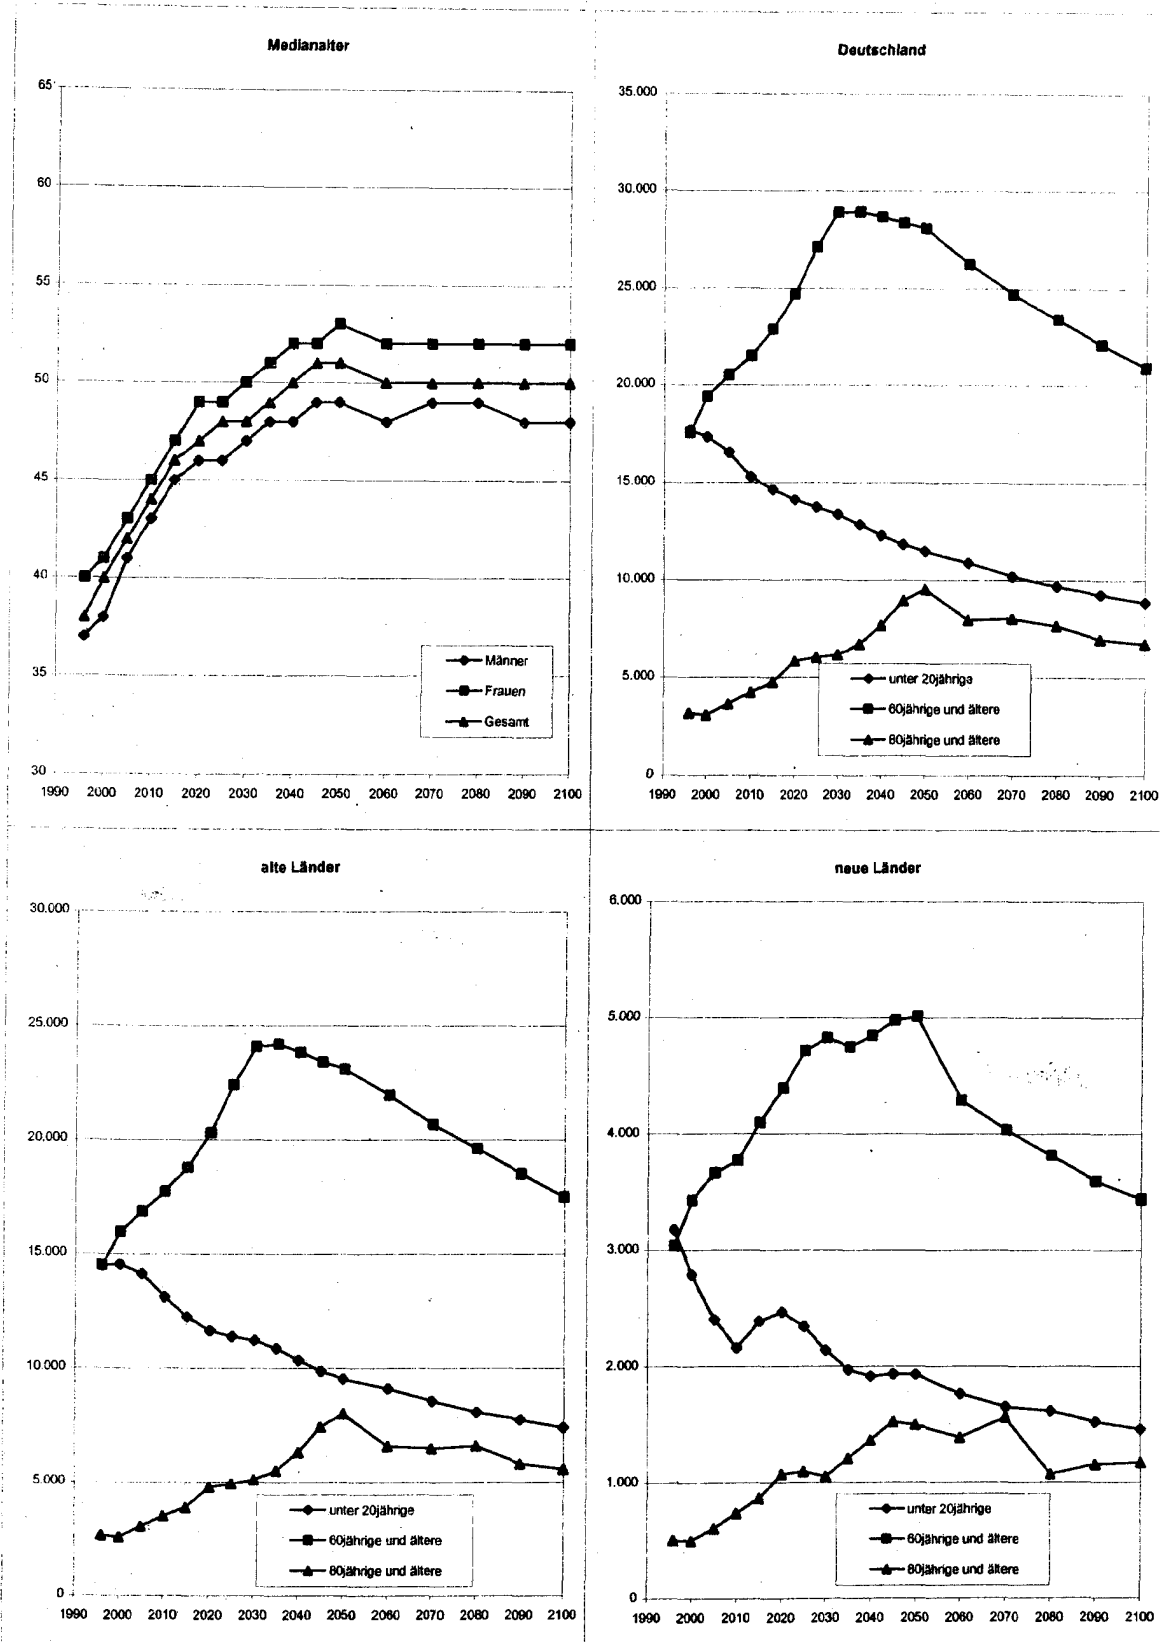 Medianalter
65
60
55
50
45
40
35
30
1990 2000 2010 2020 2030 2040 2050 2060 2070 2080 2090 2100
Männer
Frauen
Gesamt
Deutschland
35.000
30.000
25.000
20.000
15.000
10.000
5.000
0
1990 2000 2010 2020 2030 2040 2050 2060 2070 2080 2090 2100
unter 20jährige
60jährige und ältere
80jährige und ältere
alte Länder
30.000
25.000
20.000
15.000
10.000
5.000
0
1990 2000 2010 2020 2030 2040 2050 2060 2070 2080 2090 2100
unter 20jährige
60jährige und ältere
80jährige und ältere
neue Länder
6.000
5.000
4.000
3.000
2.000
1.000
0
1990 2000 2010 2020 2030 2040 2050 2060 2070 2080 2090 2100
unter 20jährige
60jährige und ältere
80jährige und ältere